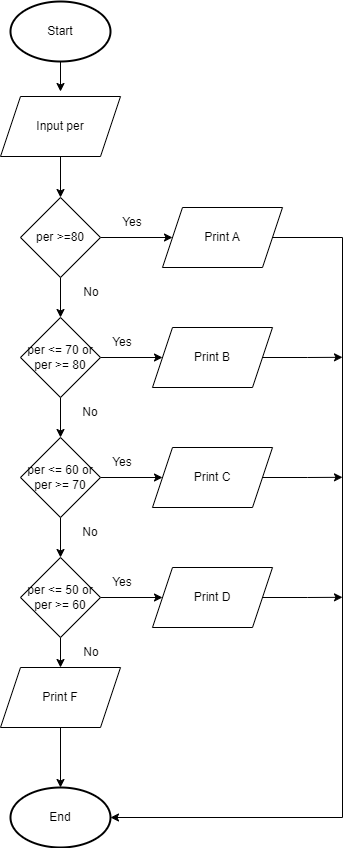 Start
Input per
per >=80
Yes
Print A
No
per <= 70 or
per >= 80
Yes
Print B
No
per <= 60 or
per >= 70
Yes
Print C
No
per <= 50 or
per >= 60
Yes
Print D
No
Print F
End